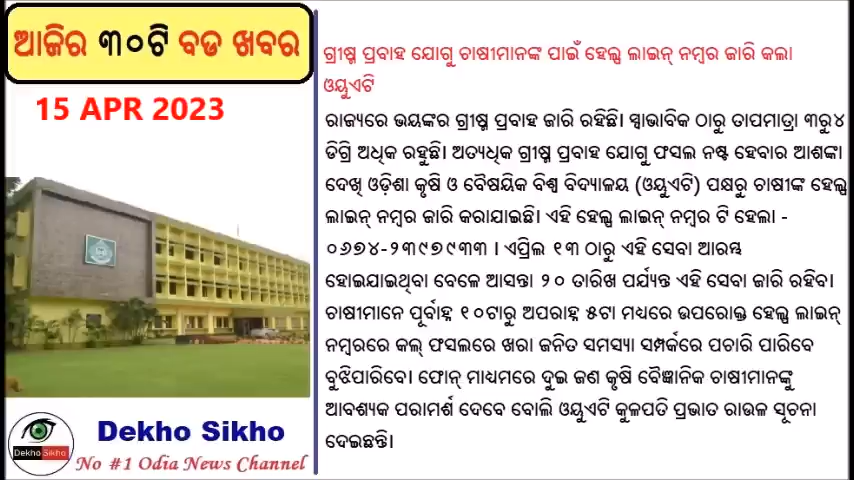 ଆଜିର ୩୦ଟି ବଡ ଖବର
15 APR 2023
ଗ୍ରୀଷ୍ମ ପ୍ରବାହ ଯୋଗୁ ଚାଷୀମାନଙ୍କ ପାଇଁ ହେଲ୍ପ ଲାଇନ୍ ନମ୍ବର ଜାରି କଲା
ଓୟୁଏଟି
ରାଜ୍ୟରେ ଭୟଙ୍କର ଗ୍ରୀଷ୍ମ ପ୍ରବାହ ଜାରି ରହିଛି। ସ୍ବାଭାବିକ ଠାରୁ ତାପମାତ୍ରା ୩ରୁ୪
ଡିଗ୍ରି ଅଧିକ ରହୁଛି। ଅତ୍ୟଧିକ ଗ୍ରୀଷ୍ମ ପ୍ରବାହ ଯୋଗୁ ଫସଲ ନଷ୍ଟ ହେବାର ଆଶଙ୍କା
ଦେଖି ଓଡ଼ିଶା କୃଷି ଓ ବୈଷୟିକ ବିଶ୍ଵ ବିଦ୍ୟାଳୟ (ଓୟୁଏଟି) ପକ୍ଷରୁ ଚାଷୀଙ୍କ ହେଲ୍ପ
ଲାଇନ୍ ନମ୍ବର ଜାରି କରାଯାଇଛି। ଏହି ହେଲ୍ପ ଲାଇନ୍ ନମ୍ବର ଟି ହେଲା -
୦୬୭୪-୨୩୯୭୯୩୩ । ଏପ୍ରିଲ ୧୩ ଠାରୁ ଏହି ସେବା ଆରମ୍ଭ
ହୋଇଯାଇଥିବା ବେଳେ ଆସନ୍ତା ୨୦ ତାରିଖ ପର୍ଯ୍ୟନ୍ତ ଏହି ସେବା ଜାରି ରହିବ।
ଚାଷୀମାନେ ପୂର୍ବାହ୍ନ ୧୦ଟାରୁ ଅପରାହ୍ନ ୫ଟା ମଧ୍ୟରେ ଉପରୋକ୍ତ ହେଲ୍ପ ଲାଇନ୍
ନମ୍ବରରେ କଲ୍ ଫସଲରେ ଖରା ଜନିତ ସମସ୍ୟା ସମ୍ପର୍କରେ ପଚାରି ପାରିବେ
ବୁଝିପାରିବେ। ଫୋନ୍ ମାଧ୍ୟମରେ ଦୁଇ ଜଣ କୃଷି ବୈଜ୍ଞାନିକ ଚାଷୀମାନଙ୍କୁ
ଆବଶ୍ୟକ ପରାମର୍ଶ ଦେବେ ବୋଲି ଓୟୁଏଟି କୁଳପତି ପ୍ରଭାତ ରାଉଳ ସୂଚନା
ଦେଇଛନ୍ତି।
Dekho Sikho
Dekho Sikho
No #1 Odia News Channel